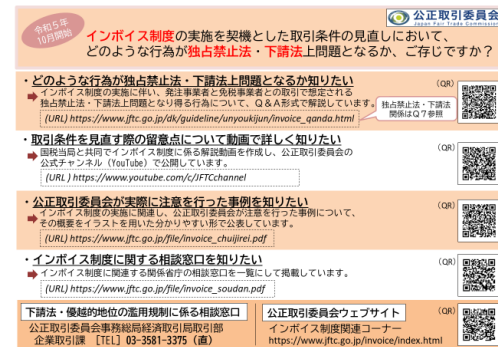 令和５年
10月開始
公正取引委員会
Japan Fair Trade Commission
インボイス制度の実施を契機とした取引条件の見直しにおいて、
どのような行為が独占禁止法・下請法上問題となるか、ご存じですか？
・どのような行為が独占禁止法・下請法上問題となるか知りたい
インボイス制度の実施に伴い、発注事業者と免税事業者との取引で想定される
独占禁止法・下請法上問題となり得る行為について、Ｑ＆Ａ形式で解説しています。
(URL) https://www.jftc.go.jp/dk/guideline/unyoukijun/invoice_qanda.html
(QR)
独占禁止法・下請法
関係はQ７参照
・取引条件を見直す際の留意点について動画で詳しく知りたい
国税当局と共同でインボイス制度に係る解説動画を作成し、公正取引委員会の
公式チャンネル（YouTube）で公開しています。
(URL) https://www.youtube.com/c/JFTCchannel
(QR)
・公正取引委員会が実際に注意を行った事例を知りたい
インボイス制度の実施に関連し、公正取引委員会が注意を行った事例について、
その概要をイラストを用いた分かりやすい形で公表しています。
(URL) https://www.jftc.go.jp/file/invoice_chuijirei.pdf
(QR)
・インボイス制度に関する相談窓口を知りたい
インボイス制度に関連する関係省庁の相談窓口を一覧にして掲載しています。
(URL) https://www.jftc.go.jp/file/invoice_soudan.pdf
(QR)
下請法・優越的地位の濫用規制に係る相談窓口
公正取引委員会事務総局経済取引局取引部
企業取引課 ［TEL］03-3581-3375（直）
公正取引委員会ウェブサイト
インボイス制度関連コーナー
https://www.jftc.go.jp/invoice/index.html
(QR)